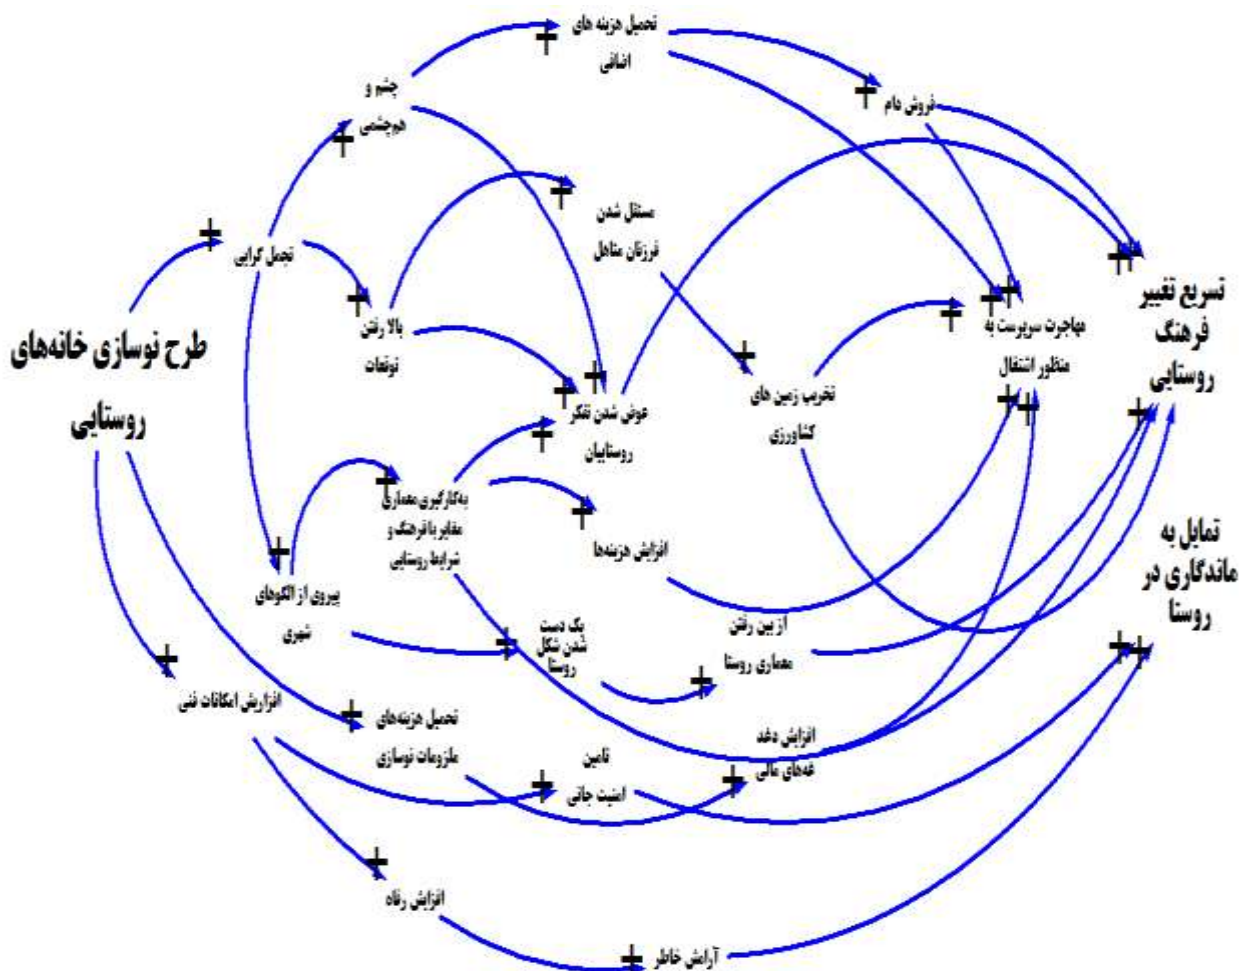 طرح نوسازی خانه‌های
روستایی
تجمل گرایی
چشم و
هم‌چشمی
تحمیل هزینه های
اضافی
فروش دام
بالا رفتن
توقعات
مستقل شدن
فرزنان متاهل
عوض شدن تفکر
روستاییان
تخریب زمین های
کشاورزی
مهاجرت سرپرست به
منظور اشتغال
تسریع تغییر
فرهنگ
روستایی
پیروی از الگوهای
شهری
به‌کارگیری معماری
مغایر با فرهنگ و
شرایط روستایی
افزایش هزینه‌ها
یک دست
شدن شکل
روستا
از بین رفتن
معماری روستا
تمایل به
ماندگاری در
روستا
افزاریش امکانات فنی
تحمیل هزینه‌های
ملزومات نوسازی
تامین
امنیت جانی
افزایش دغد
غه‌های مالی
افزایش رفاه
آرامش خاطر